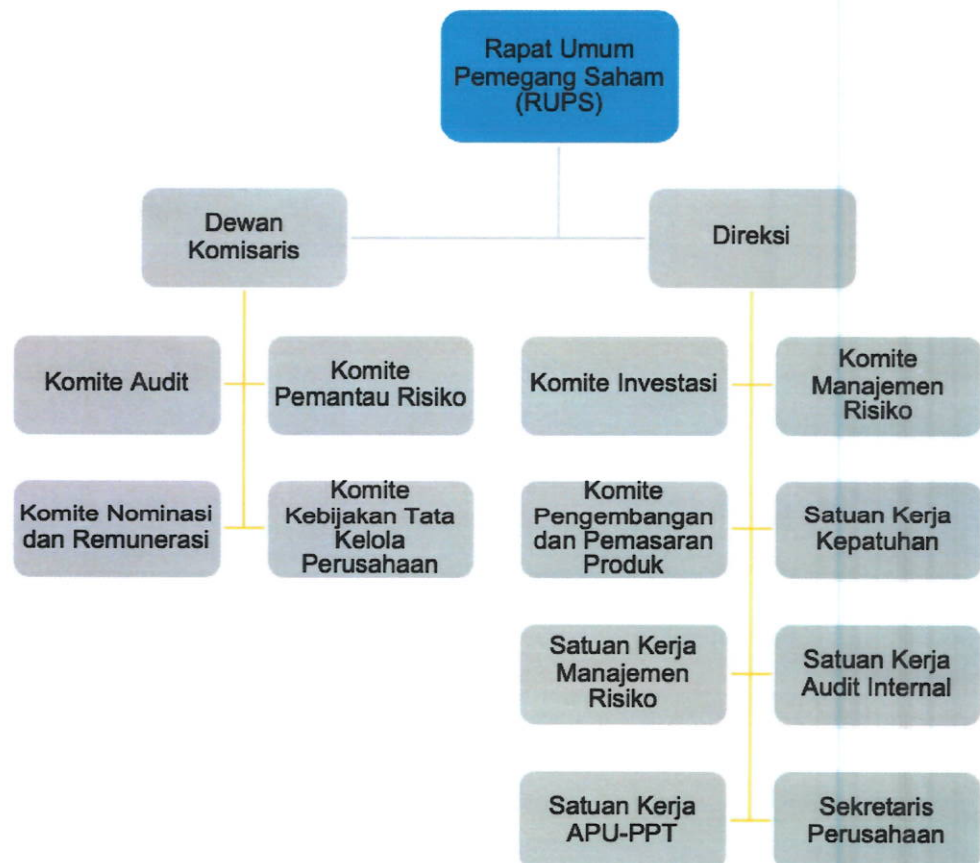 Rapat Umum
Pemegang Saham
(RUPS)
Dewan
Komisaris
Direksi
Komite Audit
Komite
Pemantau Risiko
Komite Investasi
Komite
Manajemen
Risiko
Komite Nominasi
dan Remunerasi
Komite
Kebijakan Tata
Kelola
Perusahaan
Komite
Pengembangan
dan Pemasaran
Produk
Satuan Kerja
Kepatuhan
Satuan Kerja
Manajemen
Risiko
Satuan Kerja
Audit Internal
Satuan Kerja
APU-PPT
Sekretaris
Perusahaan